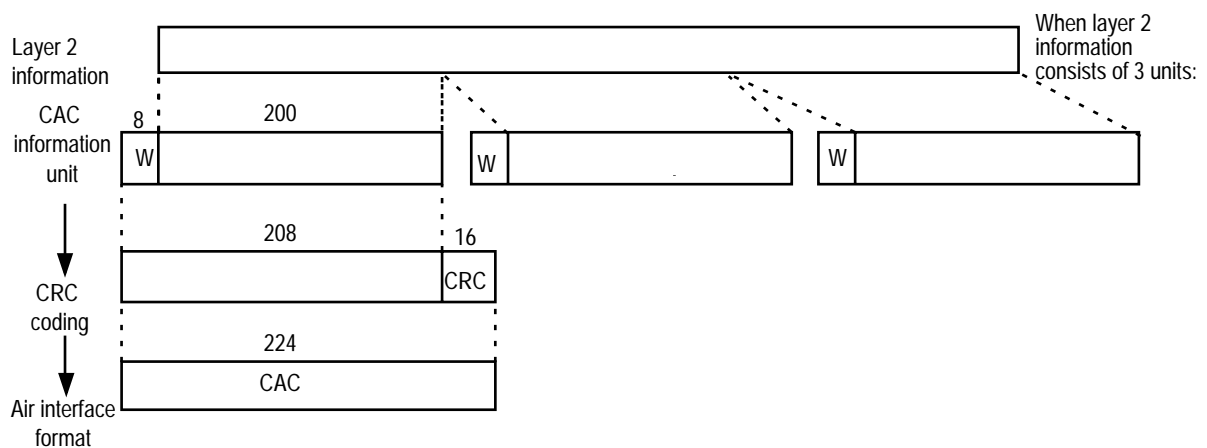 Layer 2
information
When layer 2
information
consists of 3 units:
CAC
information
unit
8
200
W
W
W
208
16
CRC
CRC
coding
224
CAC
Air interface
format